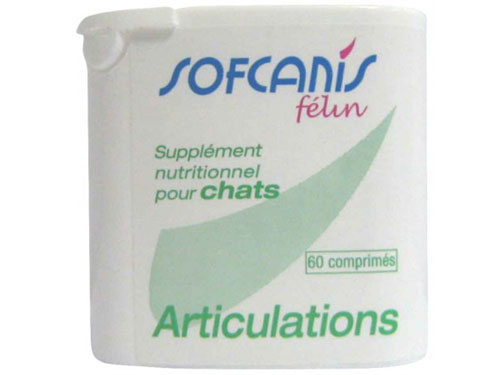 SOFCANIS
félin
Supplément
nutritionnel
pour chats
60 comprimés
Articulations